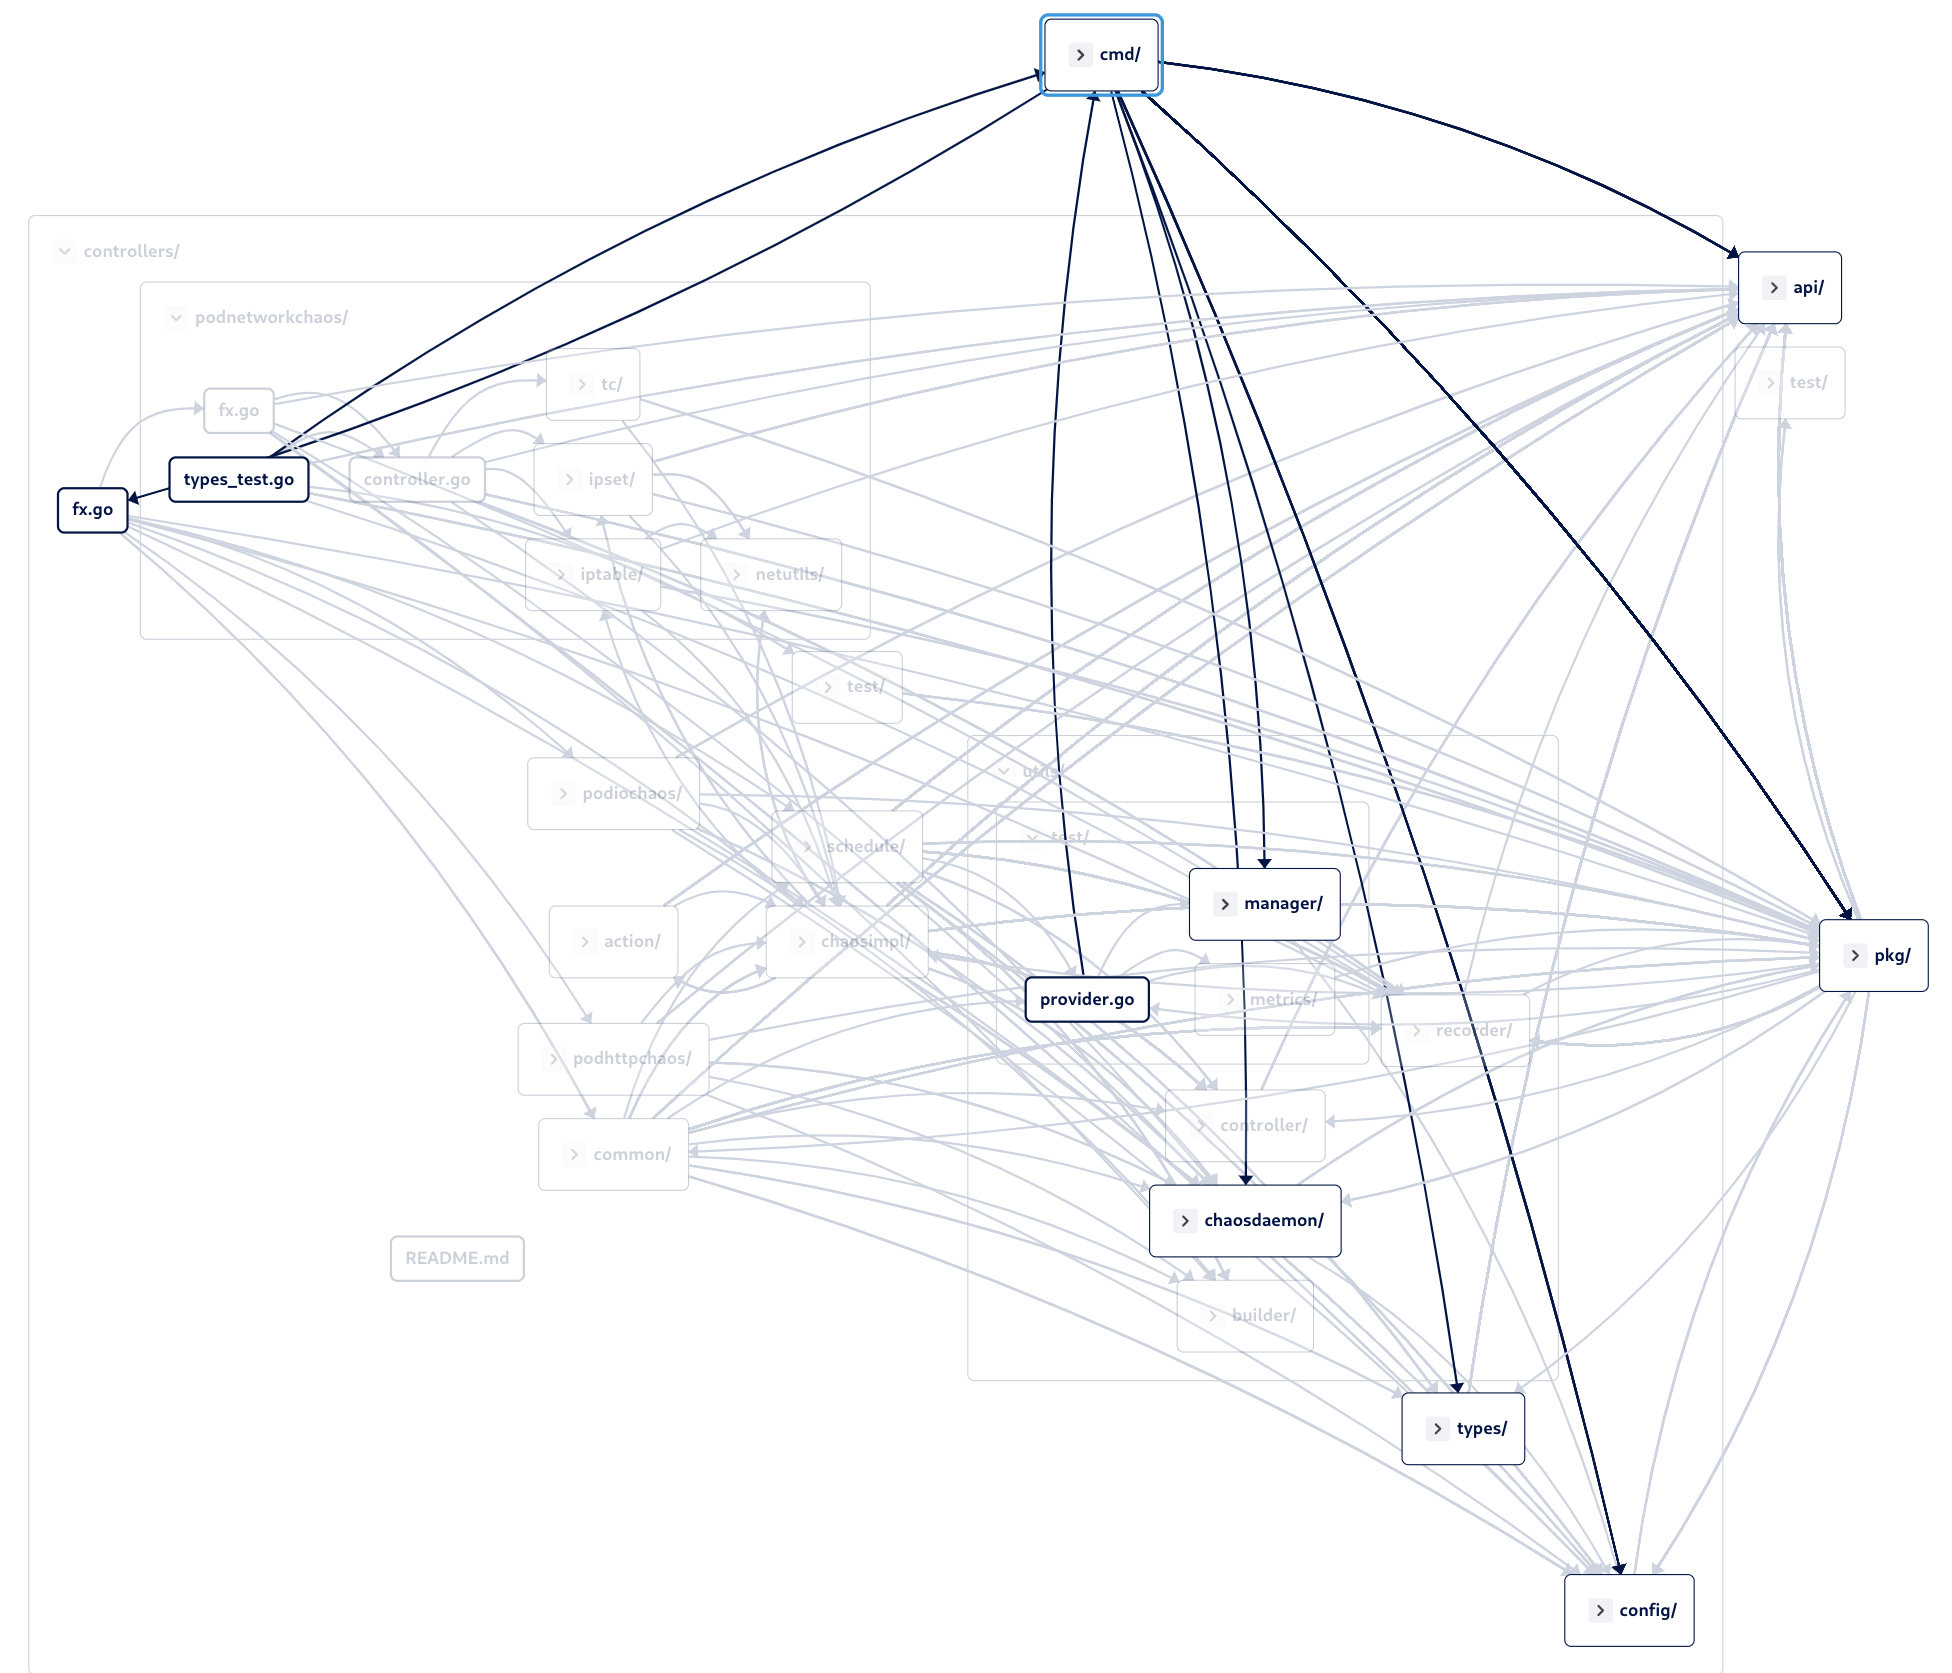 cmd/
controllers/
api/
podnetworkchaos/
tc/
test/
fx.go
types_test.go
controller.go
ipset/
fx.go
iptable/
netutils/
test/
utils/
podiochaos/
test/
schedule/
manager/
action/
chaosimpl/
pkg/
provider.go
metrics/
recorder/
podhttpchaos/
controller/
common/
chaosdaemon/
README.md
builder/
types/
config/